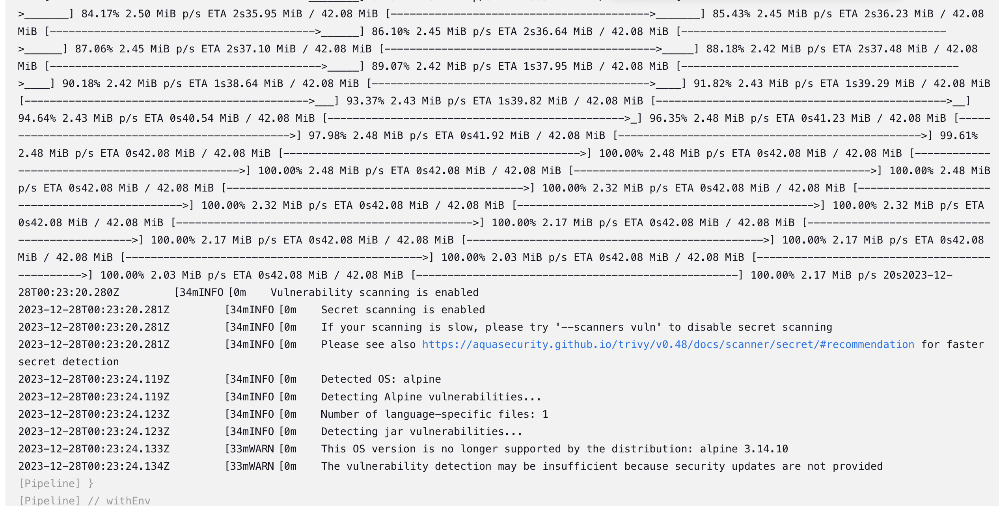 >_______] 84.17% 2.50 MiB p/s ETA 2s35.95 MiB / 42.08 MiB [----------------------------------------->_______] 85.43% 2.45 MiB p/s ETA 2s36.23 MiB / 42.08
MiB [------------------------------------------>______] 86.10% 2.45 MiB p/s ETA 2s36.64 MiB / 42.08 MiB [------------------------------------------
>______] 87.06% 2.45 MiB p/s ETA 2s37.10 MiB / 42.08 MiB [------------------------------------------->_____] 88.18% 2.42 MiB p/s ETA 2s37.48 MiB / 42.08
MiB [------------------------------------------->_____] 89.07% 2.42 MiB p/s ETA 1s37.95 MiB / 42.08 MiB [--------------------------------------------
>____] 90.18% 2.42 MiB p/s ETA 1s38.64 MiB / 42.08 MiB [-------------------------------------------->____] 91.82% 2.43 MiB p/s ETA 1s39.29 MiB / 42.08 MiB
[--------------------------------------------->___] 93.37% 2.43 MiB p/s ETA 1s39.82 MiB / 42.08 MiB [---------------------------------------------->__]
94.64% 2.43 MiB p/s ETA 0s40.54 MiB / 42.08 MiB [----------------------------------------------->_] 96.35% 2.48 MiB p/s ETA 0s41.23 MiB / 42.08 MiB [-----
------------------------------------------->] 97.98% 2.48 MiB p/s ETA 0s41.92 MiB / 42.08 MiB [------------------------------------------------>] 99.61%
2.48 MiB p/s ETA 0s42.08 MiB / 42.08 MiB [----------------------------------------------->] 100.00% 2.48 MiB p/s ETA 0s42.08 MiB / 42.08 MiB [------------
----------------------------------->] 100.00% 2.48 MiB p/s ETA 0s42.08 MiB / 42.08 MiB [----------------------------------------------->] 100.00% 2.48 MiB
p/s ETA 0s42.08 MiB / 42.08 MiB [----------------------------------------------->] 100.00% 2.32 MiB p/s ETA 0s42.08 MiB / 42.08 MiB [---------------------
-------------------------->] 100.00% 2.32 MiB p/s ETA 0s42.08 MiB / 42.08 MiB [----------------------------------------------->] 100.00% 2.32 MiB p/s ETA
0s42.08 MiB / 42.08 MiB [----------------------------------------------->] 100.00% 2.17 MiB p/s ETA 0s42.08 MiB / 42.08 MiB [-----------------------------
------------------>] 100.00% 2.17 MiB p/s ETA 0s42.08 MiB / 42.08 MiB [----------------------------------------------->] 100.00% 2.17 MiB p/s ETA 0s42.08
MiB / 42.08 MiB [----------------------------------------------->] 100.00% 2.03 MiB p/s ETA 0s42.08 MiB / 42.08 MiB [-------------------------------------
---------->] 100.00% 2.03 MiB p/s ETA 0s42.08 MiB / 42.08 MiB [---------------------------------------------------] 100.00% 2.17 MiB p/s 20s2023-12-
28T00:23:20.280Z [34mINFO [0m Vulnerability scanning is enabled
2023-12-28T00:23:20.281Z [34mINFO [0m Secret scanning is enabled
2023-12-28T00:23:20.281Z [34mINFO [0m If your scanning is slow, please try '--scanners vuln' to disable secret scanning
2023-12-28T00:23:20.281Z [34mINFO [0m Please see also https://aquasecurity.github.io/trivy/v0.48/docs/scanner/secret/#recommendation for faster
secret detection
2023-12-28T00:23:24.119Z [34mINFO [0m Detected OS: alpine
2023-12-28T00:23:24.119Z [34mINFO [0m Detecting Alpine vulnerabilities...
2023-12-28T00:23:24.123Z [34mINFO [0m Number of language-specific files: 1
2023-12-28T00:23:24.123Z [34mINFO [0m Detecting jar vulnerabilities...
2023-12-28T00:23:24.133Z [33mWARN [0m This OS version is no longer supported by the distribution: alpine 3.14.10
2023-12-28T00:23:24.134Z [33mWARN [0m The vulnerability detection may be insufficient because security updates are not provided
[Pipeline] }
[Pipeline] // withEnv